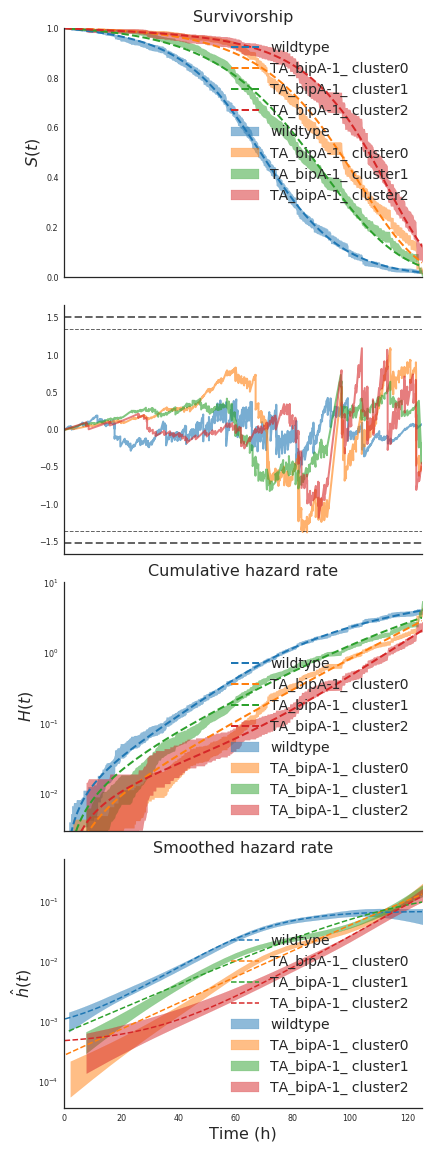 Survivorship
1.0
0.8
0.6
0.4
0.2
0.0
S(t)
wildtype
TA_bipA-1_ cluster0
TA_bipA-1_ cluster1
TA_bipA-1_ cluster2
wildtype
TA_bipA-1_ cluster0
TA_bipA-1_ cluster1
TA_bipA-1_ cluster2
1.5
1.0
0.5
0.0
−0.5
−1.0
−1.5
Cumulative hazard rate
10¹
10⁰
10⁻¹
10⁻²
H(t)
wildtype
TA_bipA-1_ cluster0
TA_bipA-1_ cluster1
TA_bipA-1_ cluster2
wildtype
TA_bipA-1_ cluster0
TA_bipA-1_ cluster1
TA_bipA-1_ cluster2
Smoothed hazard rate
10⁻¹
10⁻²
10⁻³
10⁻⁴
ĥ(t)
wildtype
TA_bipA-1_ cluster0
TA_bipA-1_ cluster1
TA_bipA-1_ cluster2
wildtype
TA_bipA-1_ cluster0
TA_bipA-1_ cluster1
TA_bipA-1_ cluster2
0 20 40 60 80 100 120
Time (h)